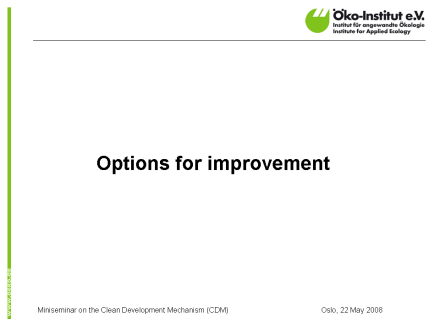 Öko-Institut e.V.
Institut für angewandte Ökologie
Institute for Applied Ecology
Options for improvement
www.oeko.de
Miniseminar on the Clean Development Mechanism (CDM)
Oslo, 22 May 2008